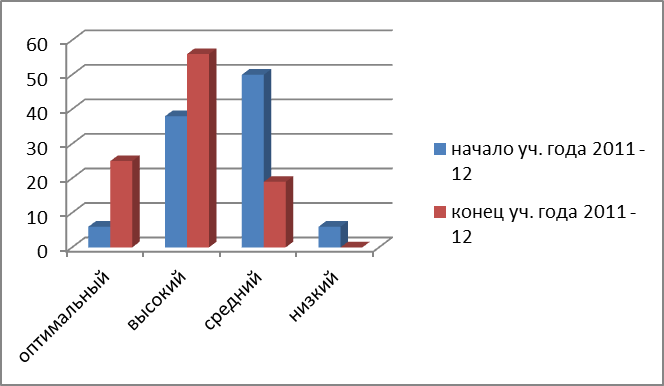 60
50
40
30
20
10
0
оптимальный
высокий
средний
низкий
начало уч. года 2011-
12
конец уч. года 2011-
12